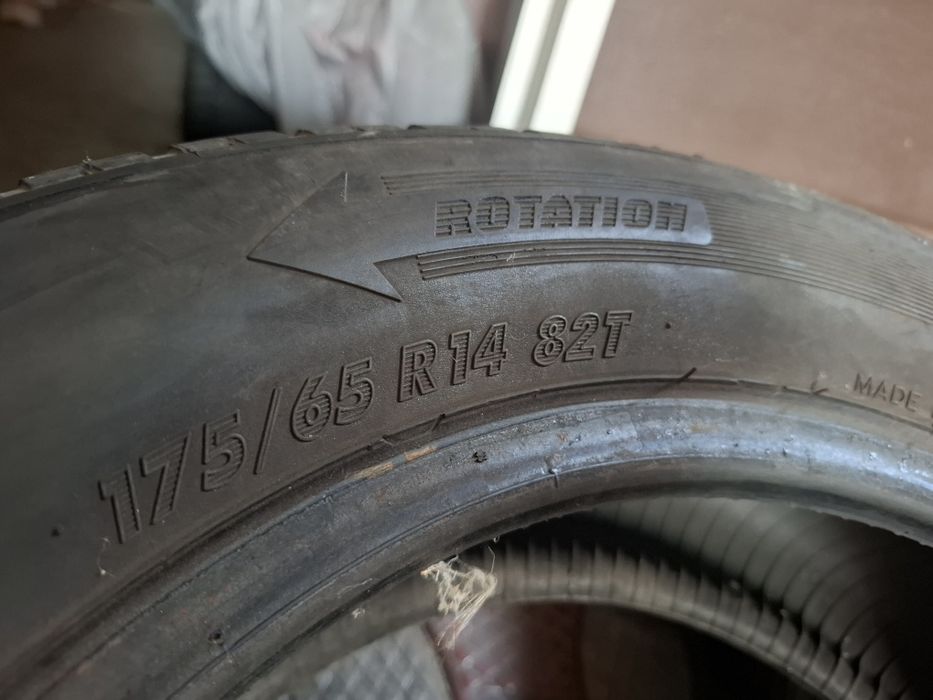 ROTATION
175/65 R14 82T
MADE